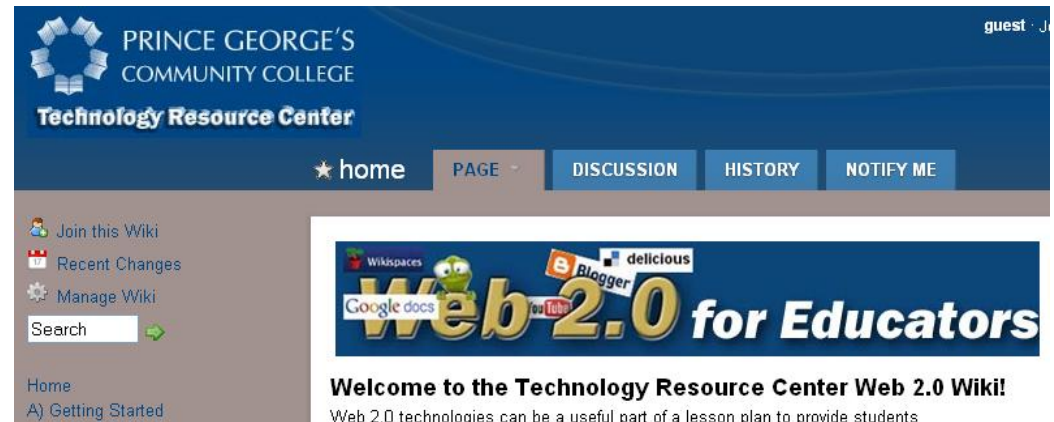 PRINCE GEORGE'S
COMMUNITY COLLEGE
Technology Resource Center
guest ·
home PAGE DISCUSSION HISTORY NOTIFY ME
Join this Wiki
17 Recent Changes
Manage Wiki
Search
Home
A) Getting Started
Wikispaces
Blogger
delicious
Google docs
YouTube
Web 2.0 for Educators
Welcome to the Technology Resource Center Web 2.0 Wiki!
Web 2.0 technologies can be a useful part of a lesson plan to provide students